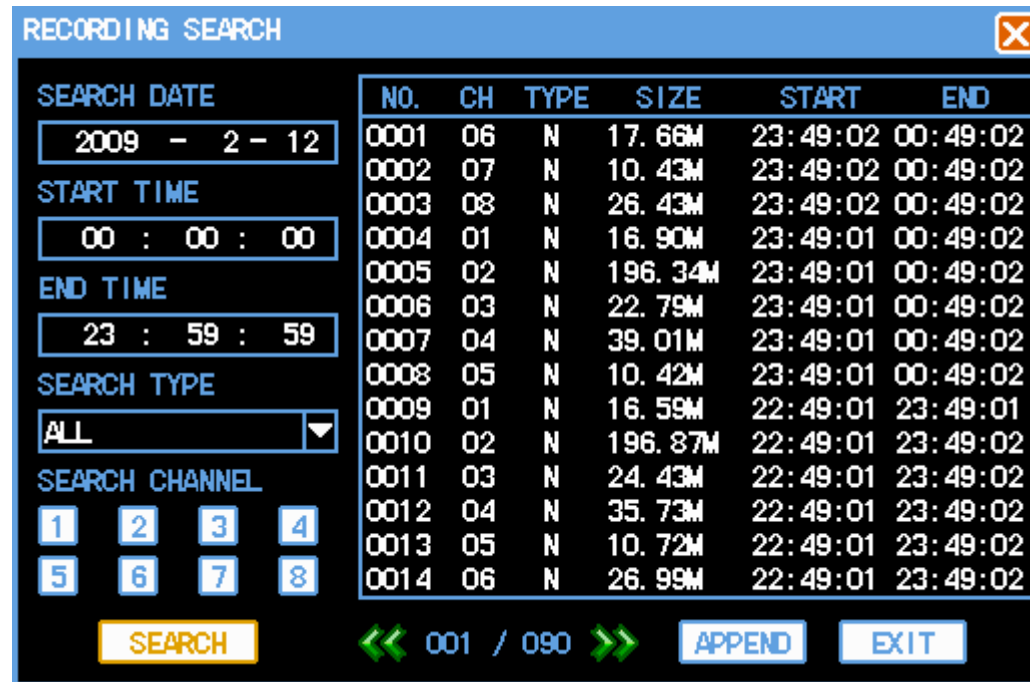 RECORDING SEARCH
SEARCH DATE
2009 - 2 - 12
START TIME
00 : 00 : 00
END TIME
23 : 59 : 59
SEARCH TYPE
ALL
SEARCH CHANNEL
1 2 3 4
5 6 7 8
SEARCH
NO. CH TYPE SIZE START END
0001 06 N 17.66M 23:49:02 00:49:02
0002 07 N 10.43M 23:49:02 00:49:02
0003 08 N 26.43M 23:49:02 00:49:02
0004 01 N 16.90M 23:49:01 00:49:02
0005 02 N 196.34M 23:49:01 00:49:02
0006 03 N 22.79M 23:49:01 00:49:02
0007 04 N 39.01M 23:49:01 00:49:02
0008 05 N 10.42M 23:49:01 00:49:02
0009 01 N 16.59M 22:49:01 23:49:01
0010 02 N 196.87M 22:49:01 23:49:02
0011 03 N 24.43M 22:49:01 23:49:02
0012 04 N 35.73M 22:49:01 23:49:02
0013 05 N 10.72M 22:49:01 23:49:02
0014 06 N 26.99M 22:49:01 23:49:02
001 / 090 APPEND EXIT